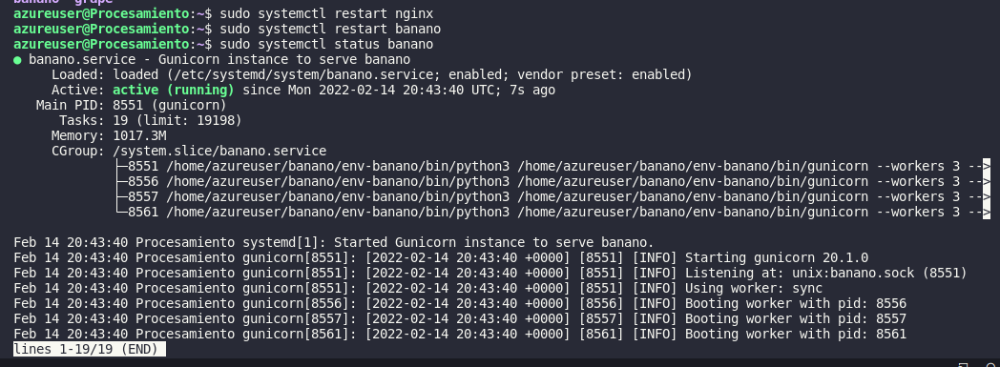 banano grape
azureuser@Procesamiento:~$ sudo systemctl restart nginx
azureuser@Procesamiento:~$ sudo systemctl restart banano
azureuser@Procesamiento:~$ sudo systemctl status banano
● banano.service - Gunicorn instance to serve banano
     Loaded: loaded (/etc/systemd/system/banano.service; enabled; vendor preset: enabled)
     Active: active (running) since Mon 2022-02-14 20:43:40 UTC; 7s ago
   Main PID: 8551 (gunicorn)
      Tasks: 19 (limit: 19198)
     Memory: 1017.3M
     CGroup: /system.slice/banano.service
             ├─8551 /home/azureuser/banano/env-banano/bin/python3 /home/azureuser/banano/env-banano/bin/gunicorn --workers 3 -->
             ├─8556 /home/azureuser/banano/env-banano/bin/python3 /home/azureuser/banano/env-banano/bin/gunicorn --workers 3 -->
             ├─8557 /home/azureuser/banano/env-banano/bin/python3 /home/azureuser/banano/env-banano/bin/gunicorn --workers 3 -->
             └─8561 /home/azureuser/banano/env-banano/bin/python3 /home/azureuser/banano/env-banano/bin/gunicorn --workers 3 -->
Feb 14 20:43:40 Procesamiento systemd[1]: Started Gunicorn instance to serve banano.
Feb 14 20:43:40 Procesamiento gunicorn[8551]: [2022-02-14 20:43:40 +0000] [8551] [INFO] Starting gunicorn 20.1.0
Feb 14 20:43:40 Procesamiento gunicorn[8551]: [2022-02-14 20:43:40 +0000] [8551] [INFO] Listening at: unix:banano.sock (8551)
Feb 14 20:43:40 Procesamiento gunicorn[8551]: [2022-02-14 20:43:40 +0000] [8551] [INFO] Using worker: sync
Feb 14 20:43:40 Procesamiento gunicorn[8556]: [2022-02-14 20:43:40 +0000] [8556] [INFO] Booting worker with pid: 8556
Feb 14 20:43:40 Procesamiento gunicorn[8557]: [2022-02-14 20:43:40 +0000] [8557] [INFO] Booting worker with pid: 8557
Feb 14 20:43:40 Procesamiento gunicorn[8561]: [2022-02-14 20:43:40 +0000] [8561] [INFO] Booting worker with pid: 8561
lines 1-19/19 (END)